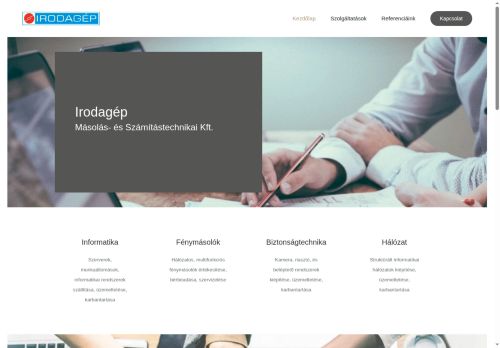 IRODAGÉP
Kezdőlap
Szolgáltatások
Referenciáink
Kapcsolat
Irodagép
Másolás- és Számítástechnikai Kft.
Informatika
Szerverek,
munkaállomások,
informatikai rendszerek
szállítása, üzemeltetése,
karbantartása
Fénymásolók
Hálózatos, multifunkciós
fénymásolók értékesítése,
bérbeadása, szervizelése
Biztonságtechnika
Kamera, riasztó, és
beléptető rendszerek
kiépítése, üzemeltetése,
karbantartása
Hálózat
Strukturált informatikai
hálózatok kiépítése,
üzemeltetése,
karbantartása